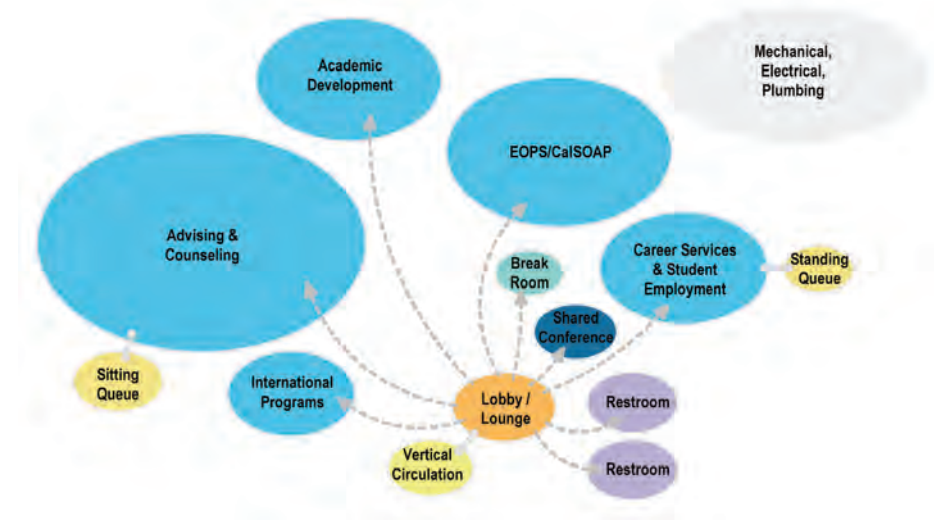 Mechanical,
Electrical,
Plumbing
Academic
Development
EOPS/CalSOAP
Advising &
Counseling
Career Services
& Student
Employment
Standing
Queue
Break
Room
Shared
Conference
Sitting
Queue
International
Programs
Lobby /
Lounge
Restroom
Vertical
Circulation
Restroom